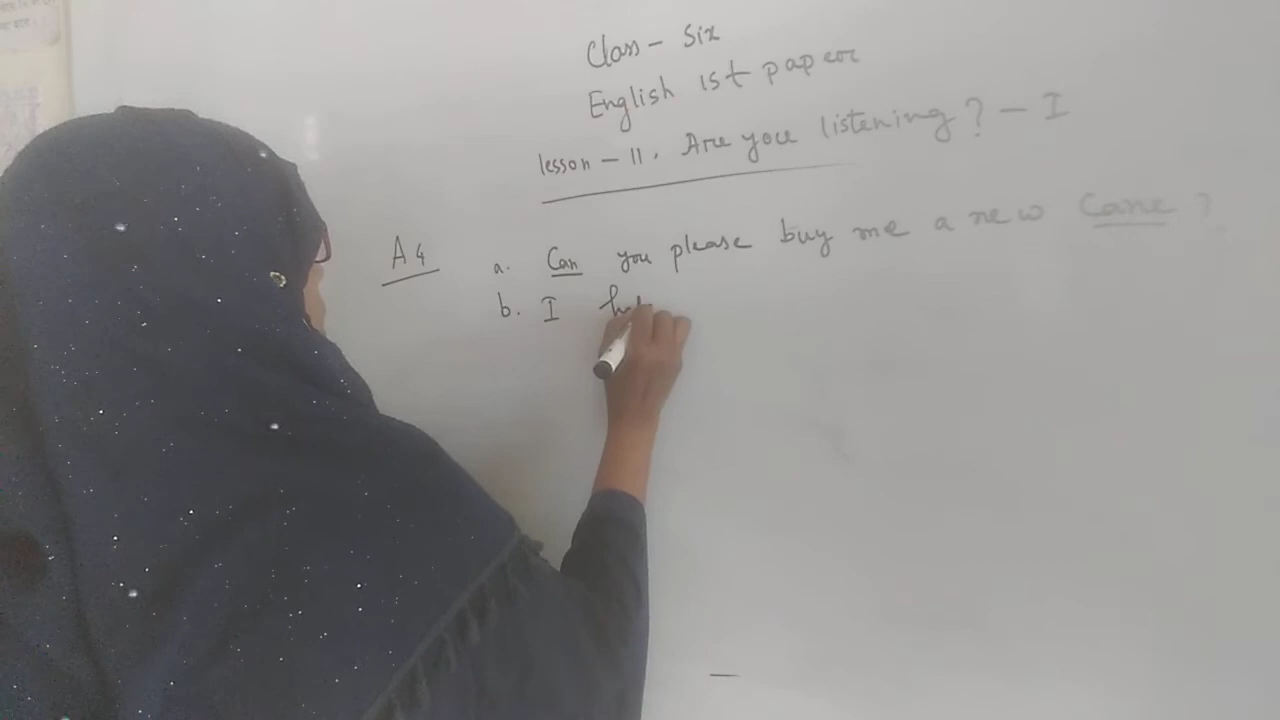 Class - Six
English 1st paper
lesson - 11. Are you listening? - I
A4
a. Can you please buy me a new Cane ?
b. I